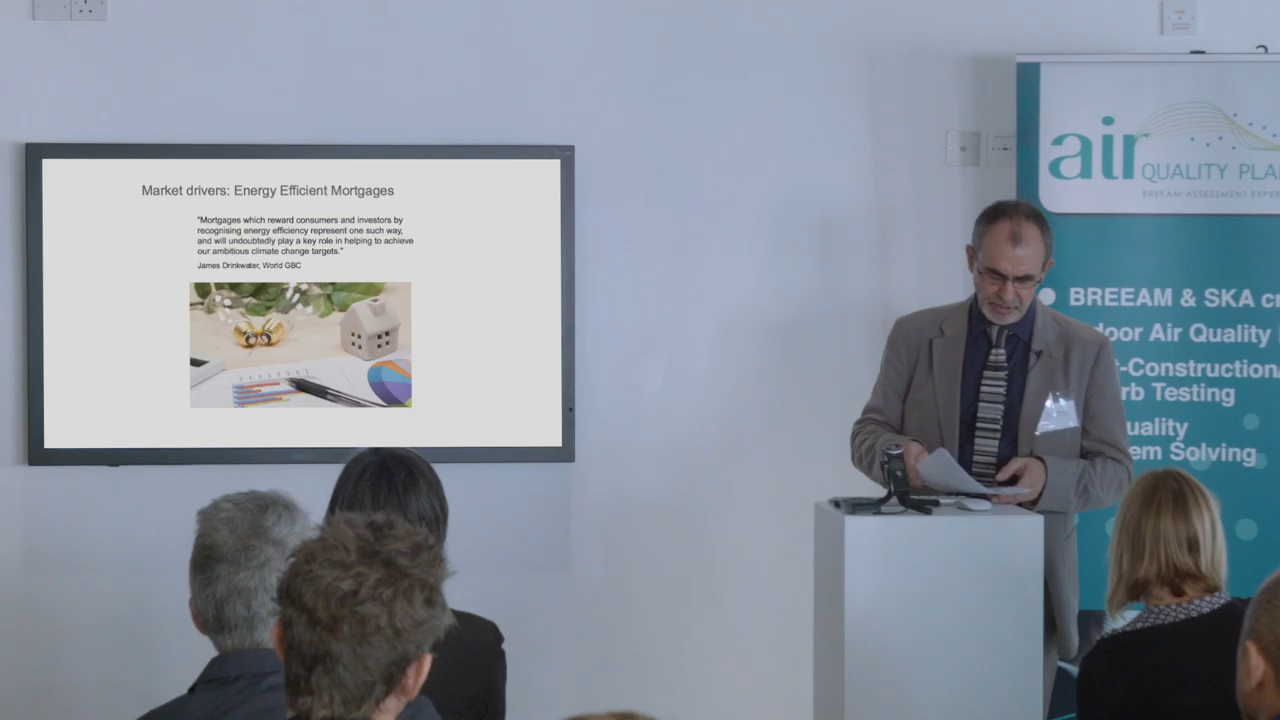 Market drivers: Energy Efficient Mortgages
"Mortgages which reward consumers and investors by
recognising energy efficiency represent one such way,
and will undoubtedly play a key role in helping to achieve
our ambitious climate change targets."
James Drinkwater, World GBC
air
QUALITY PLA
BREEAM ASSESSMENT EXPER
BREEAM & SKA cr
door Air Quality
-Construction/
rb Testing
uality
em Solving